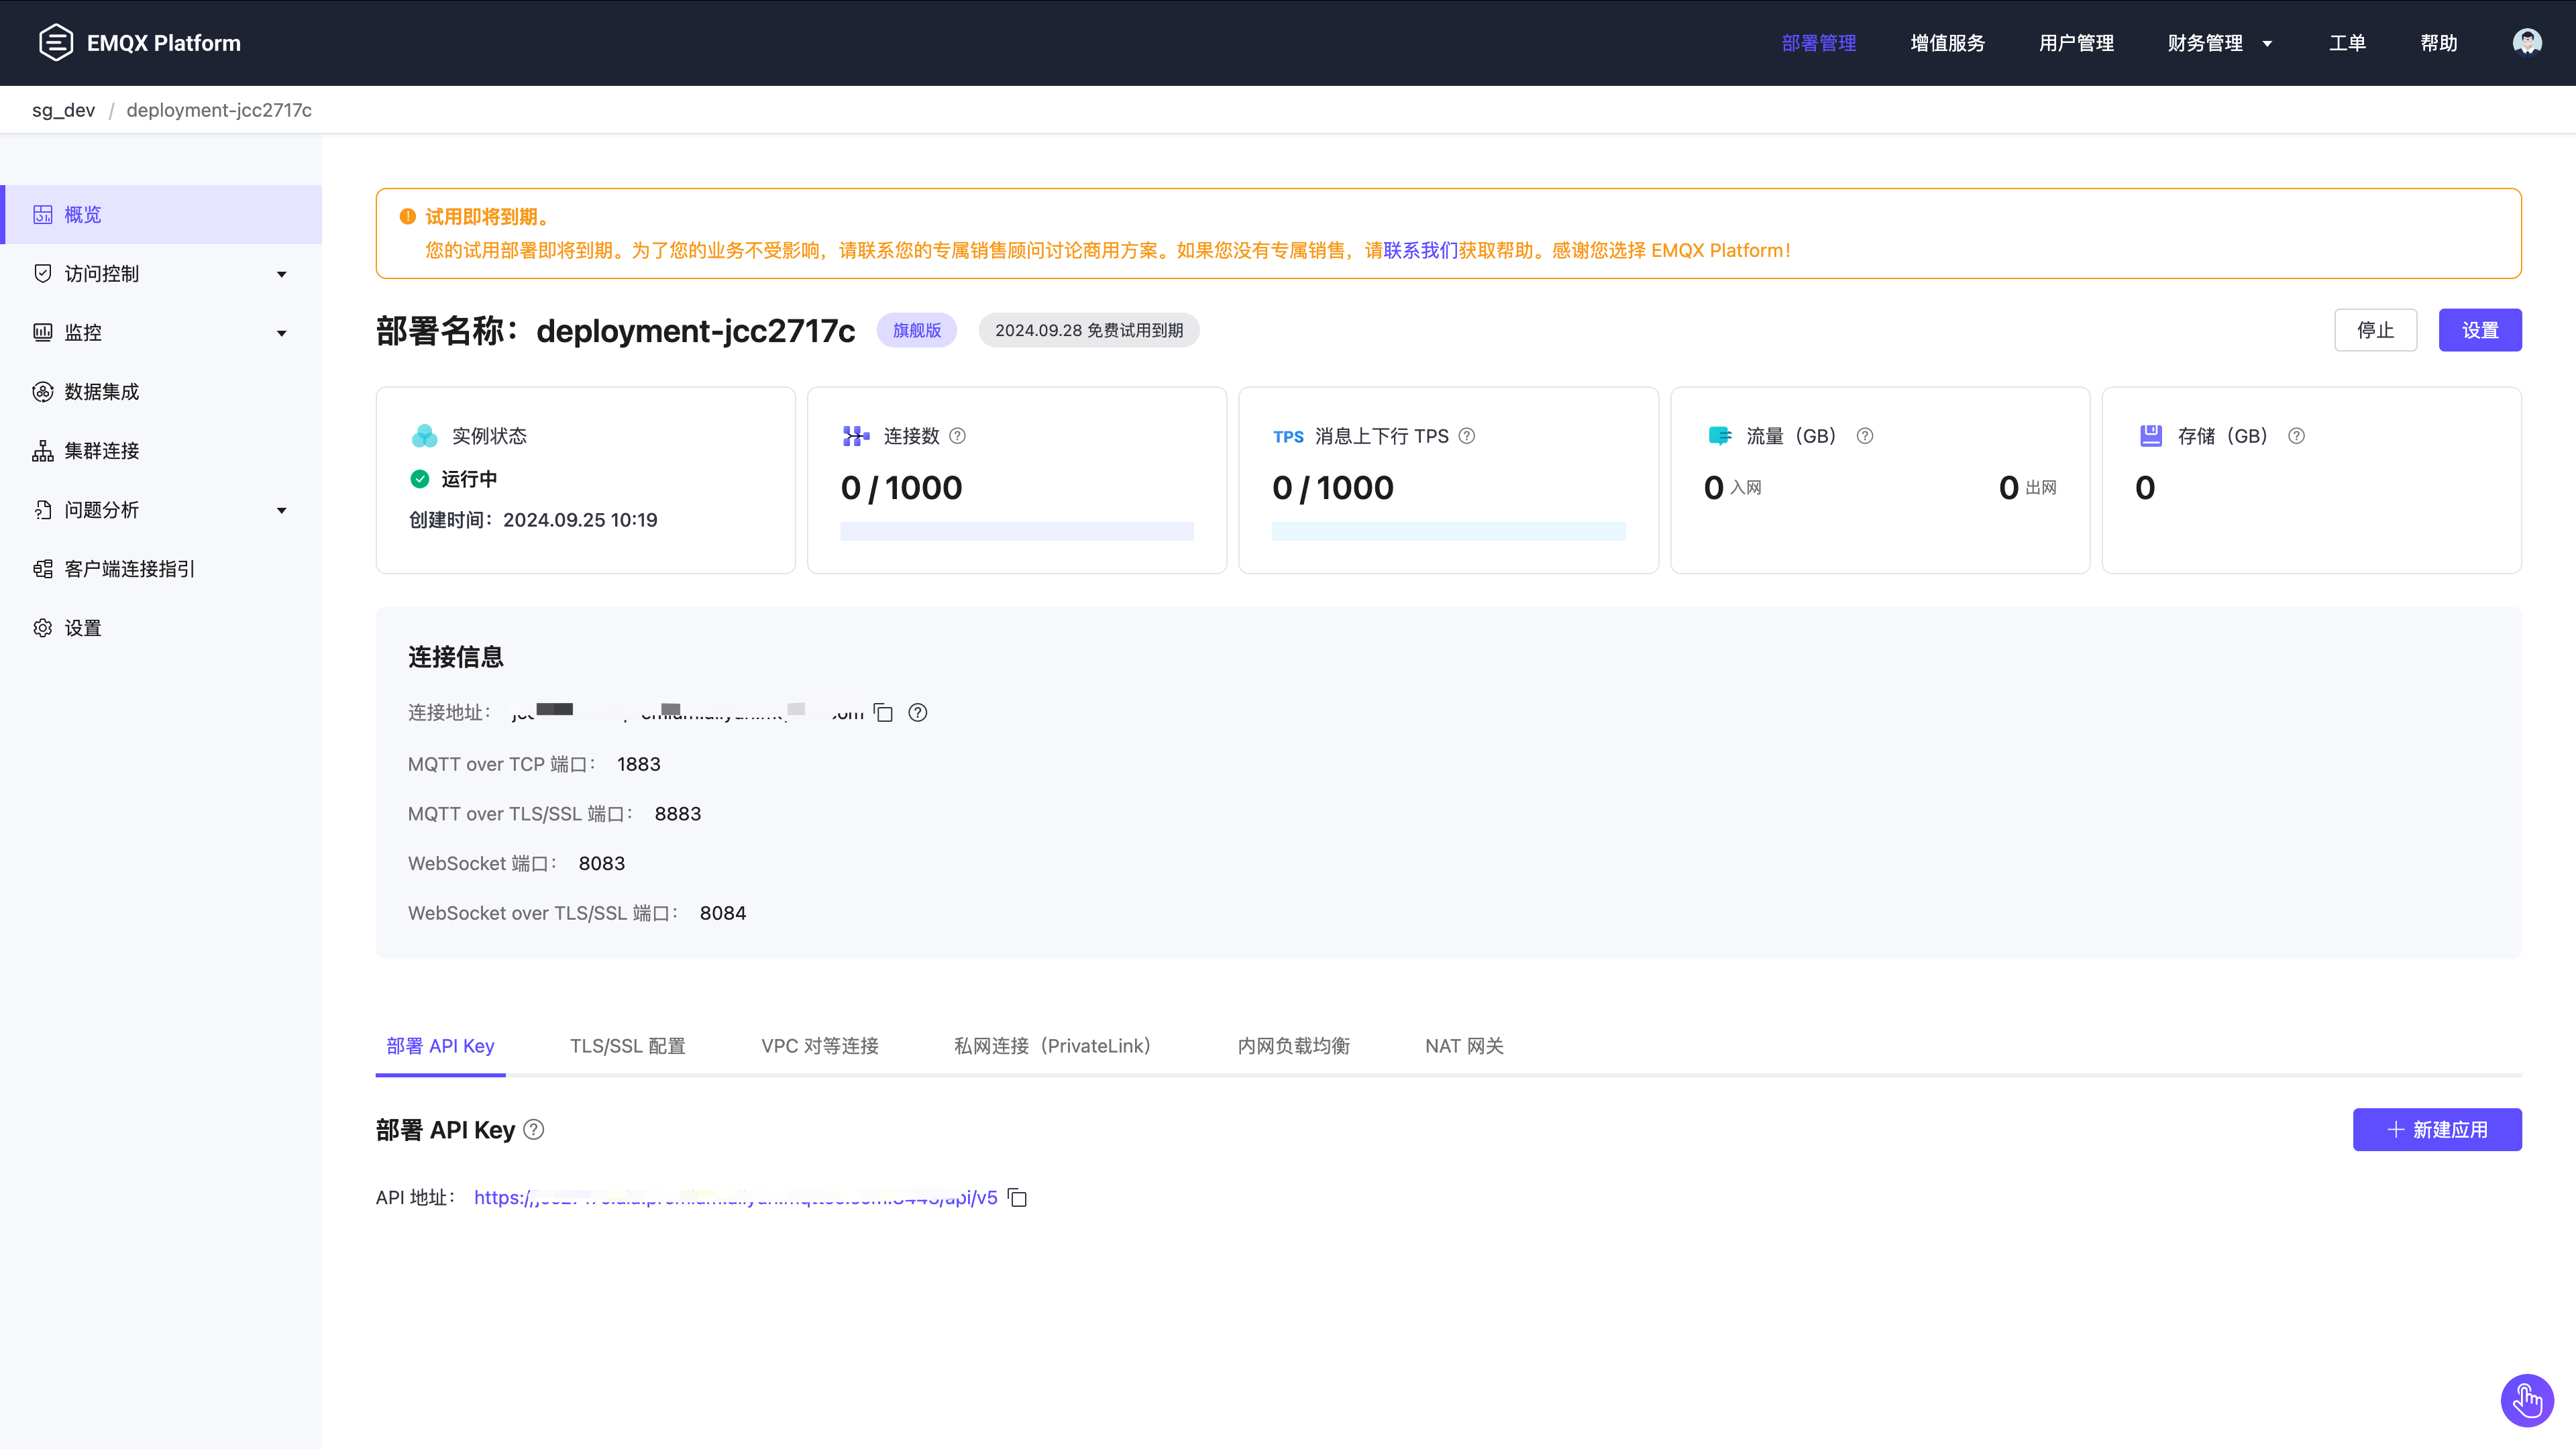 EMQX Platform
部署管理 增值服务 用户管理 财务管理 工单 帮助
sg_dev / deployment-jcc2717c
概览
访问控制
监控
数据集成
集群连接
问题分析
客户端连接指引
设置
试用即将到期。
您的试用部署即将到期。为了您的业务不受影响，请联系您的专属销售顾问讨论商用方案。如果您没有专属销售，请联系我们获取帮助。感谢您选择 EMQX Platform！
部署名称：deployment-jcc2717c 旗舰版 2024.09.28 免费试用到期 停止 设置
实例状态
运行中
创建时间：2024.09.25 10:19
连接数
0 / 1000
TPS 消息上下行 TPS
0 / 1000
流量（GB）
0 入网 0 出网
存储（GB）
0
连接信息
连接地址：
MQTT over TCP 端口： 1883
MQTT over TLS/SSL 端口： 8883
WebSocket 端口： 8083
WebSocket over TLS/SSL 端口： 8084
部署 API Key TLS/SSL 配置 VPC 对等连接 私网连接（PrivateLink） 内网负载均衡 NAT 网关
部署 API Key
新建应用
API 地址： https:/